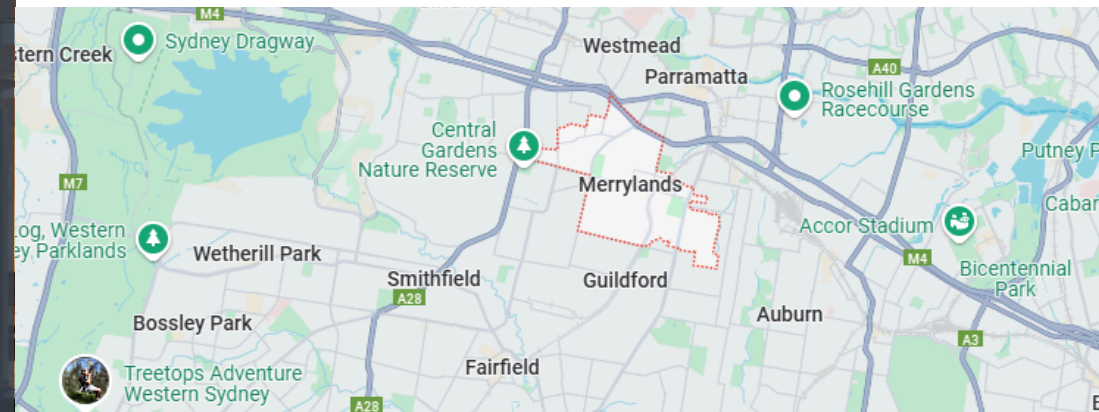 M4
Sydney Dragway
Westmead
Parramatta
A40
Rosehill Gardens
Racecourse
stern Creek
Central
Gardens
Nature Reserve
Putney P
M7
Merrylands
Cabar
Log, Western
ey Parklands
Accor Stadium
Wetherill Park
M4
Smithfield
Guildford
Bicentennial
Park
A28
Bossley Park
Auburn
A3
Fairfield
Treetops Adventure
Western Sydney
A28